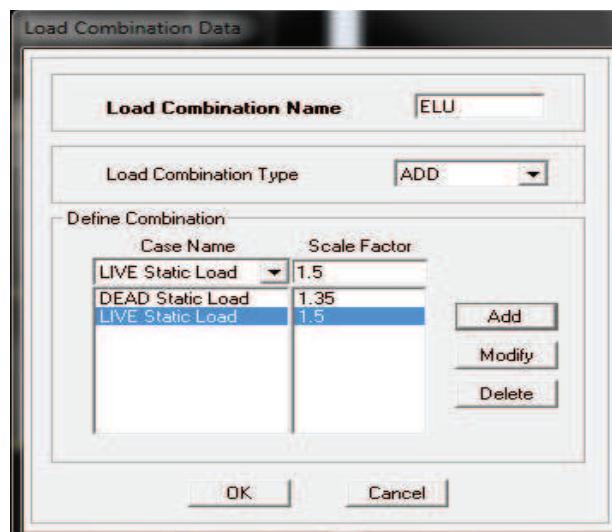 Load Combination Data
Load Combination Name ELU
Load Combination Type ADD
Define Combination
Case Name Scale Factor
LIVE Static Load 1.5
DEAD Static Load 1.35
LIVE Static Load 1.5
Add
Modify
Delete
OK Cancel